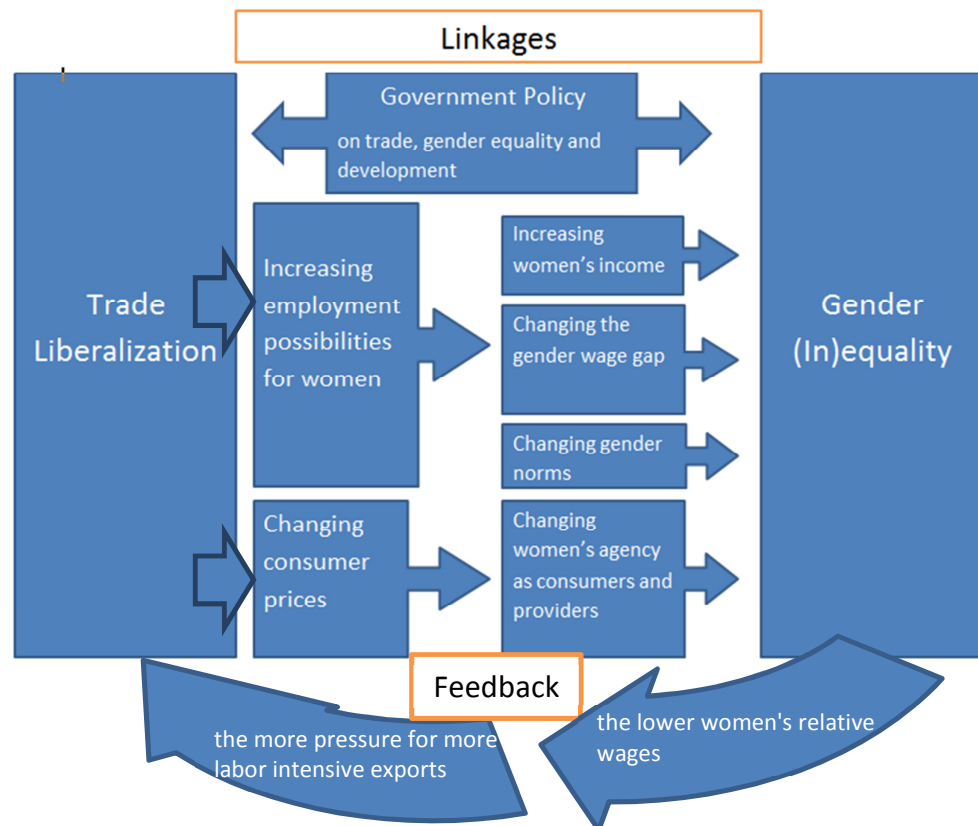 Linkages
Government Policy
on trade, gender equality and
development
Trade
Liberalization
Increasing
employment
possibilities
for women
Increasing
women's income
Changing the
gender wage gap
Changing gender
norms
Gender
(In)equality
Changing
consumer
prices
Changing
women's agency
as consumers and
providers
Feedback
the lower women's relative
wages
the more pressure for more
labor intensive exports